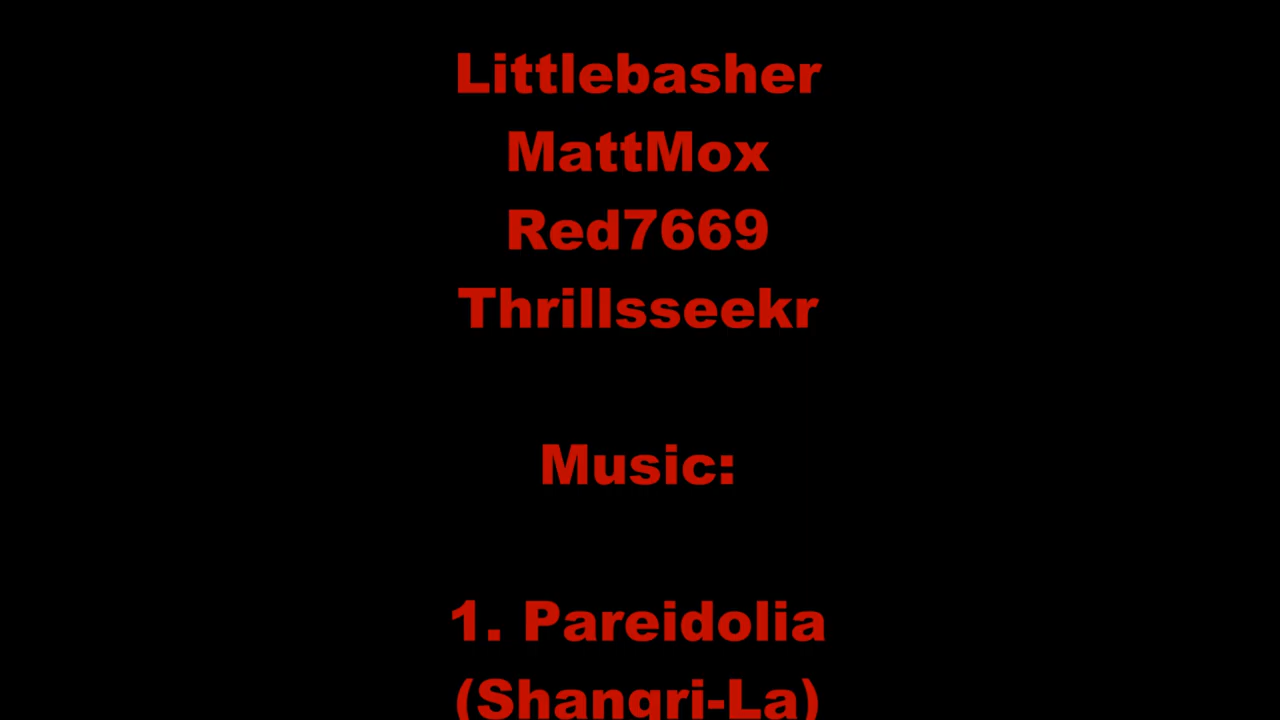 Littlebasher
MattMox
Red7669
Thrillsseekr
Music:
1. Pareidolia
(Shangri-La)